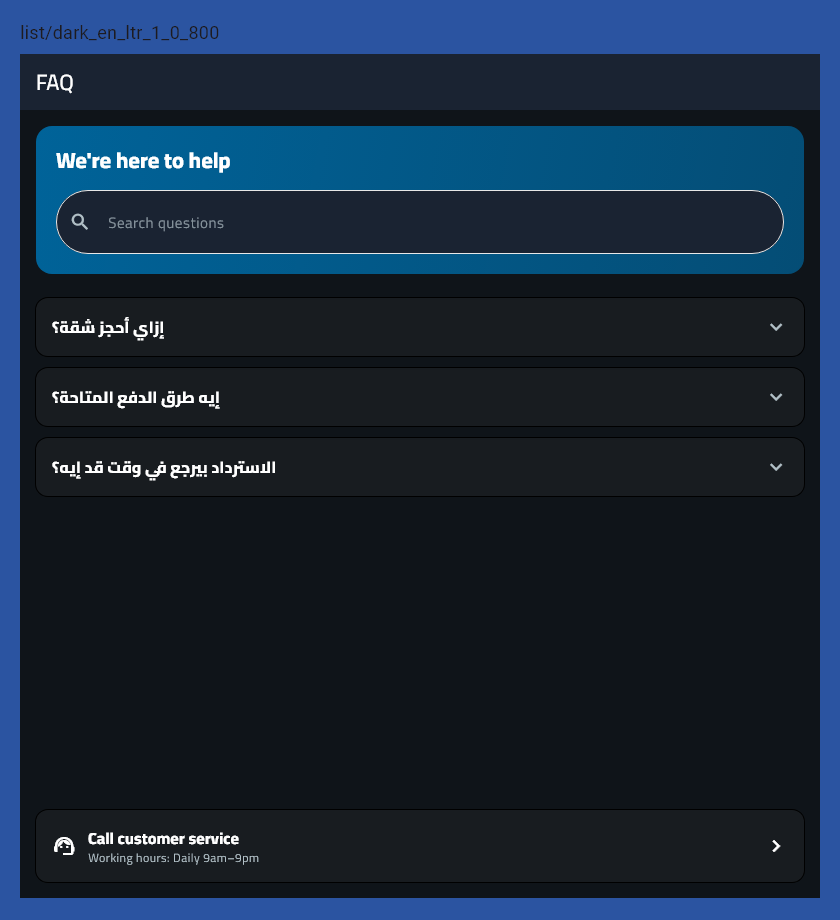 list/dark_en_ltr_1_0_800
FAQ
We're here to help
Search questions
إزاي أحجز شقة؟
إيه طرق الدفع المتاحة؟
الاسترداد بيرجع في وقت قد إيه؟
Call customer service
Working hours: Daily 9am–9pm